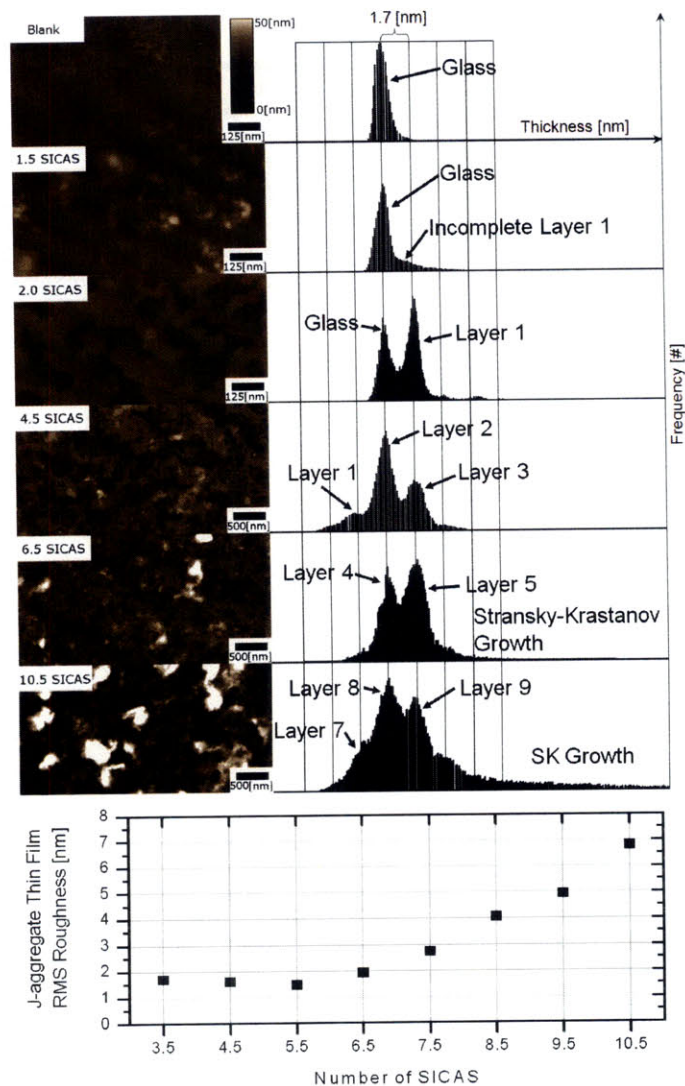 1.7 [nm]
Blank
50[nm]
0[nm]
125[nm]
Glass
Thickness [nm]
1.5 SICAS
125[nm]
Glass
Incomplete Layer 1
2.0 SICAS
125[nm]
Glass
Layer 1
Frequency [#]
4.5 SICAS
500[nm]
Layer 1
Layer 2
Layer 3
6.5 SICAS
500[nm]
Layer 4
Layer 5
Stransky-Krastanov
Growth
10.5 SICAS
500[nm]
Layer 7
Layer 8
Layer 9
SK Growth
J-aggregate Thin Film
RMS Roughness [nm]
8
7
6
5
4
3
2
1
0
3.5 4.5 5.5 6.5 7.5 8.5 9.5 10.5
Number of SICAS